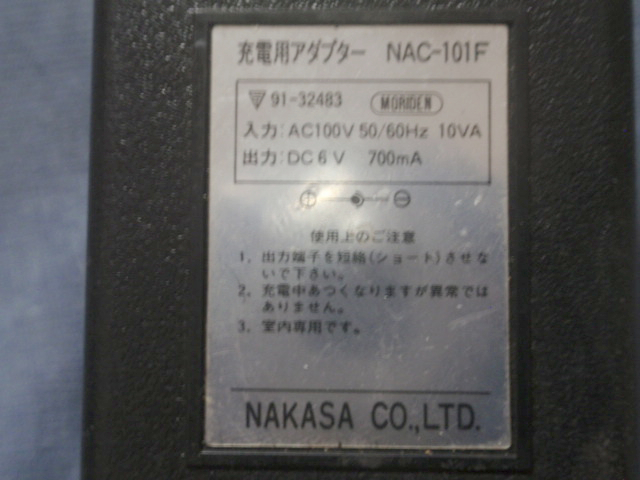 充電用アダプター NAC-101F
91-32483 MORIDEN
入力:AC100V 50/60Hz 10VA
出力:DC6V 700mA
使用上のご注意
1. 出力端子を短絡(ショート)させな
いで下さい。
2. 充電中あつくなりますが異常では
ありません。
3. 室内専用です。
NAKASA CO.,LTD.